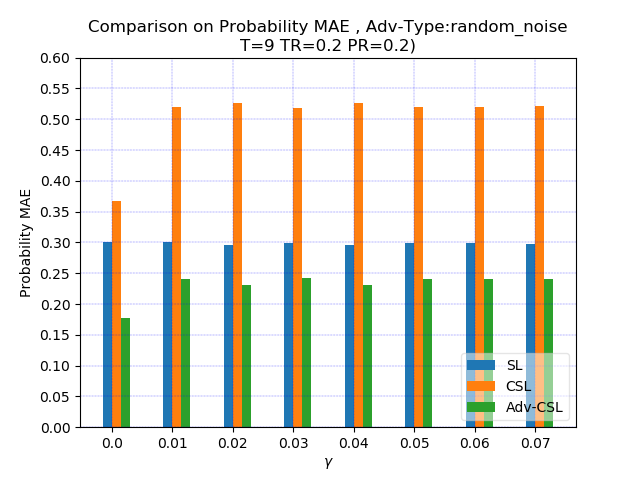 Comparison on Probability MAE , Adv-Type:random_noise
T=9 TR=0.2 PR=0.2)
0.60
0.55
0.50
0.45
0.40
0.35
0.30
0.25
0.20
0.15
0.10
0.05
0.00
Probability MAE
SL
CSL
Adv-CSL
0.0 0.01 0.02 0.03 0.04 0.05 0.06 0.07
γ